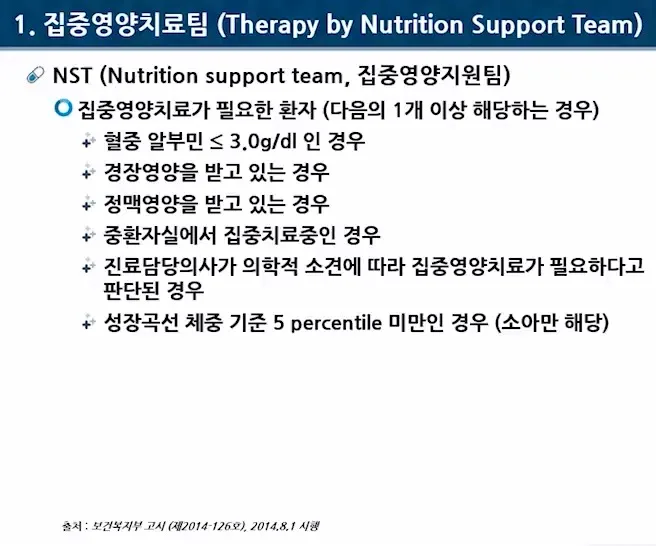 1. 집중영양치료팀 (Therapy by Nutrition Support Team)
NST (Nutrition support team, 집중영양지원팀)
집중영양치료가 필요한 환자 (다음의 1개 이상 해당하는 경우)
혈중 알부민 ≤ 3.0g/dl 인 경우
경장영양을 받고 있는 경우
정맥영양을 받고 있는 경우
중환자실에서 집중치료중인 경우
진료담당의사가 의학적 소견에 따라 집중영양치료가 필요하다고
판단된 경우
성장곡선 체중 기준 5 percentile 미만인 경우 (소아만 해당)
출처 : 보건복지부 고시 (제2014-126호), 2014.8.1 시행